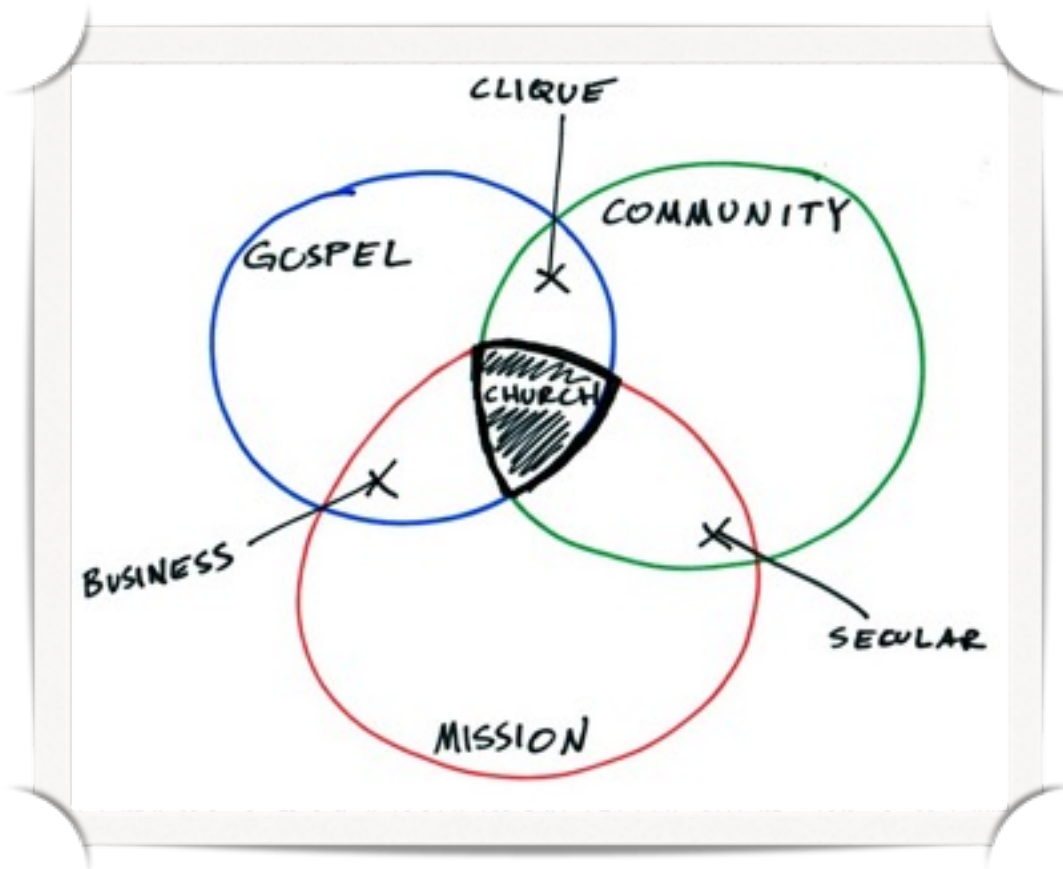 CLIQUE
COMMUNITY
GOSPEL
CHURCH
BUSINESS
SECULAR
MISSION